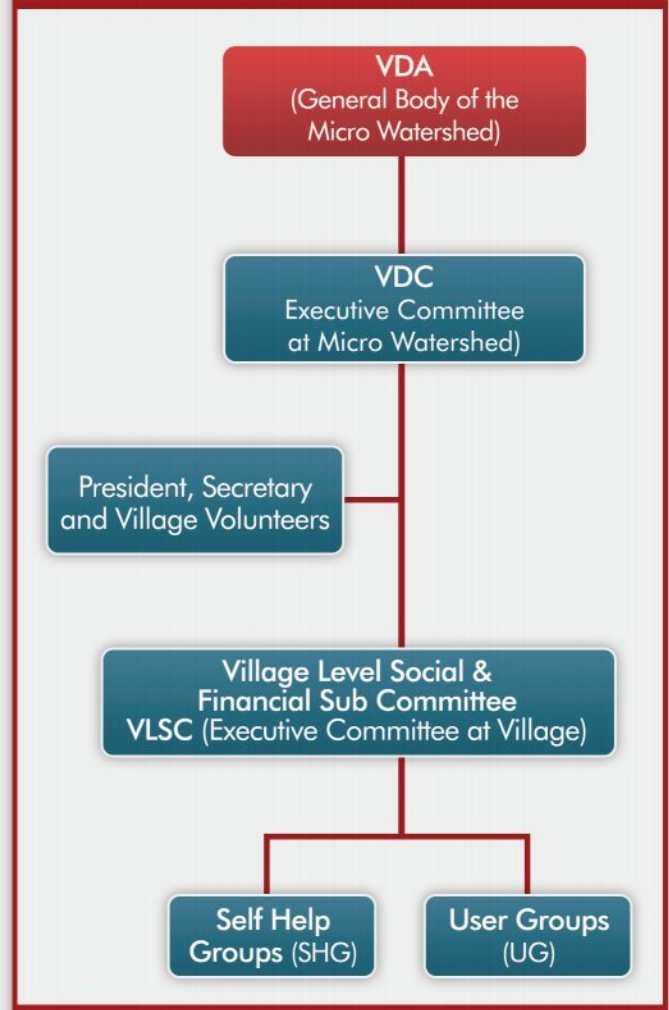 VDA
(General Body of the
Micro Watershed)
VDC
Executive Committee
at Micro Watershed)
President, Secretary
and Village Volunteers
Village Level Social &
Financial Sub Committee
VLSC (Executive Committee at Village)
Self Help
Groups (SHG)
User Groups
(UG)